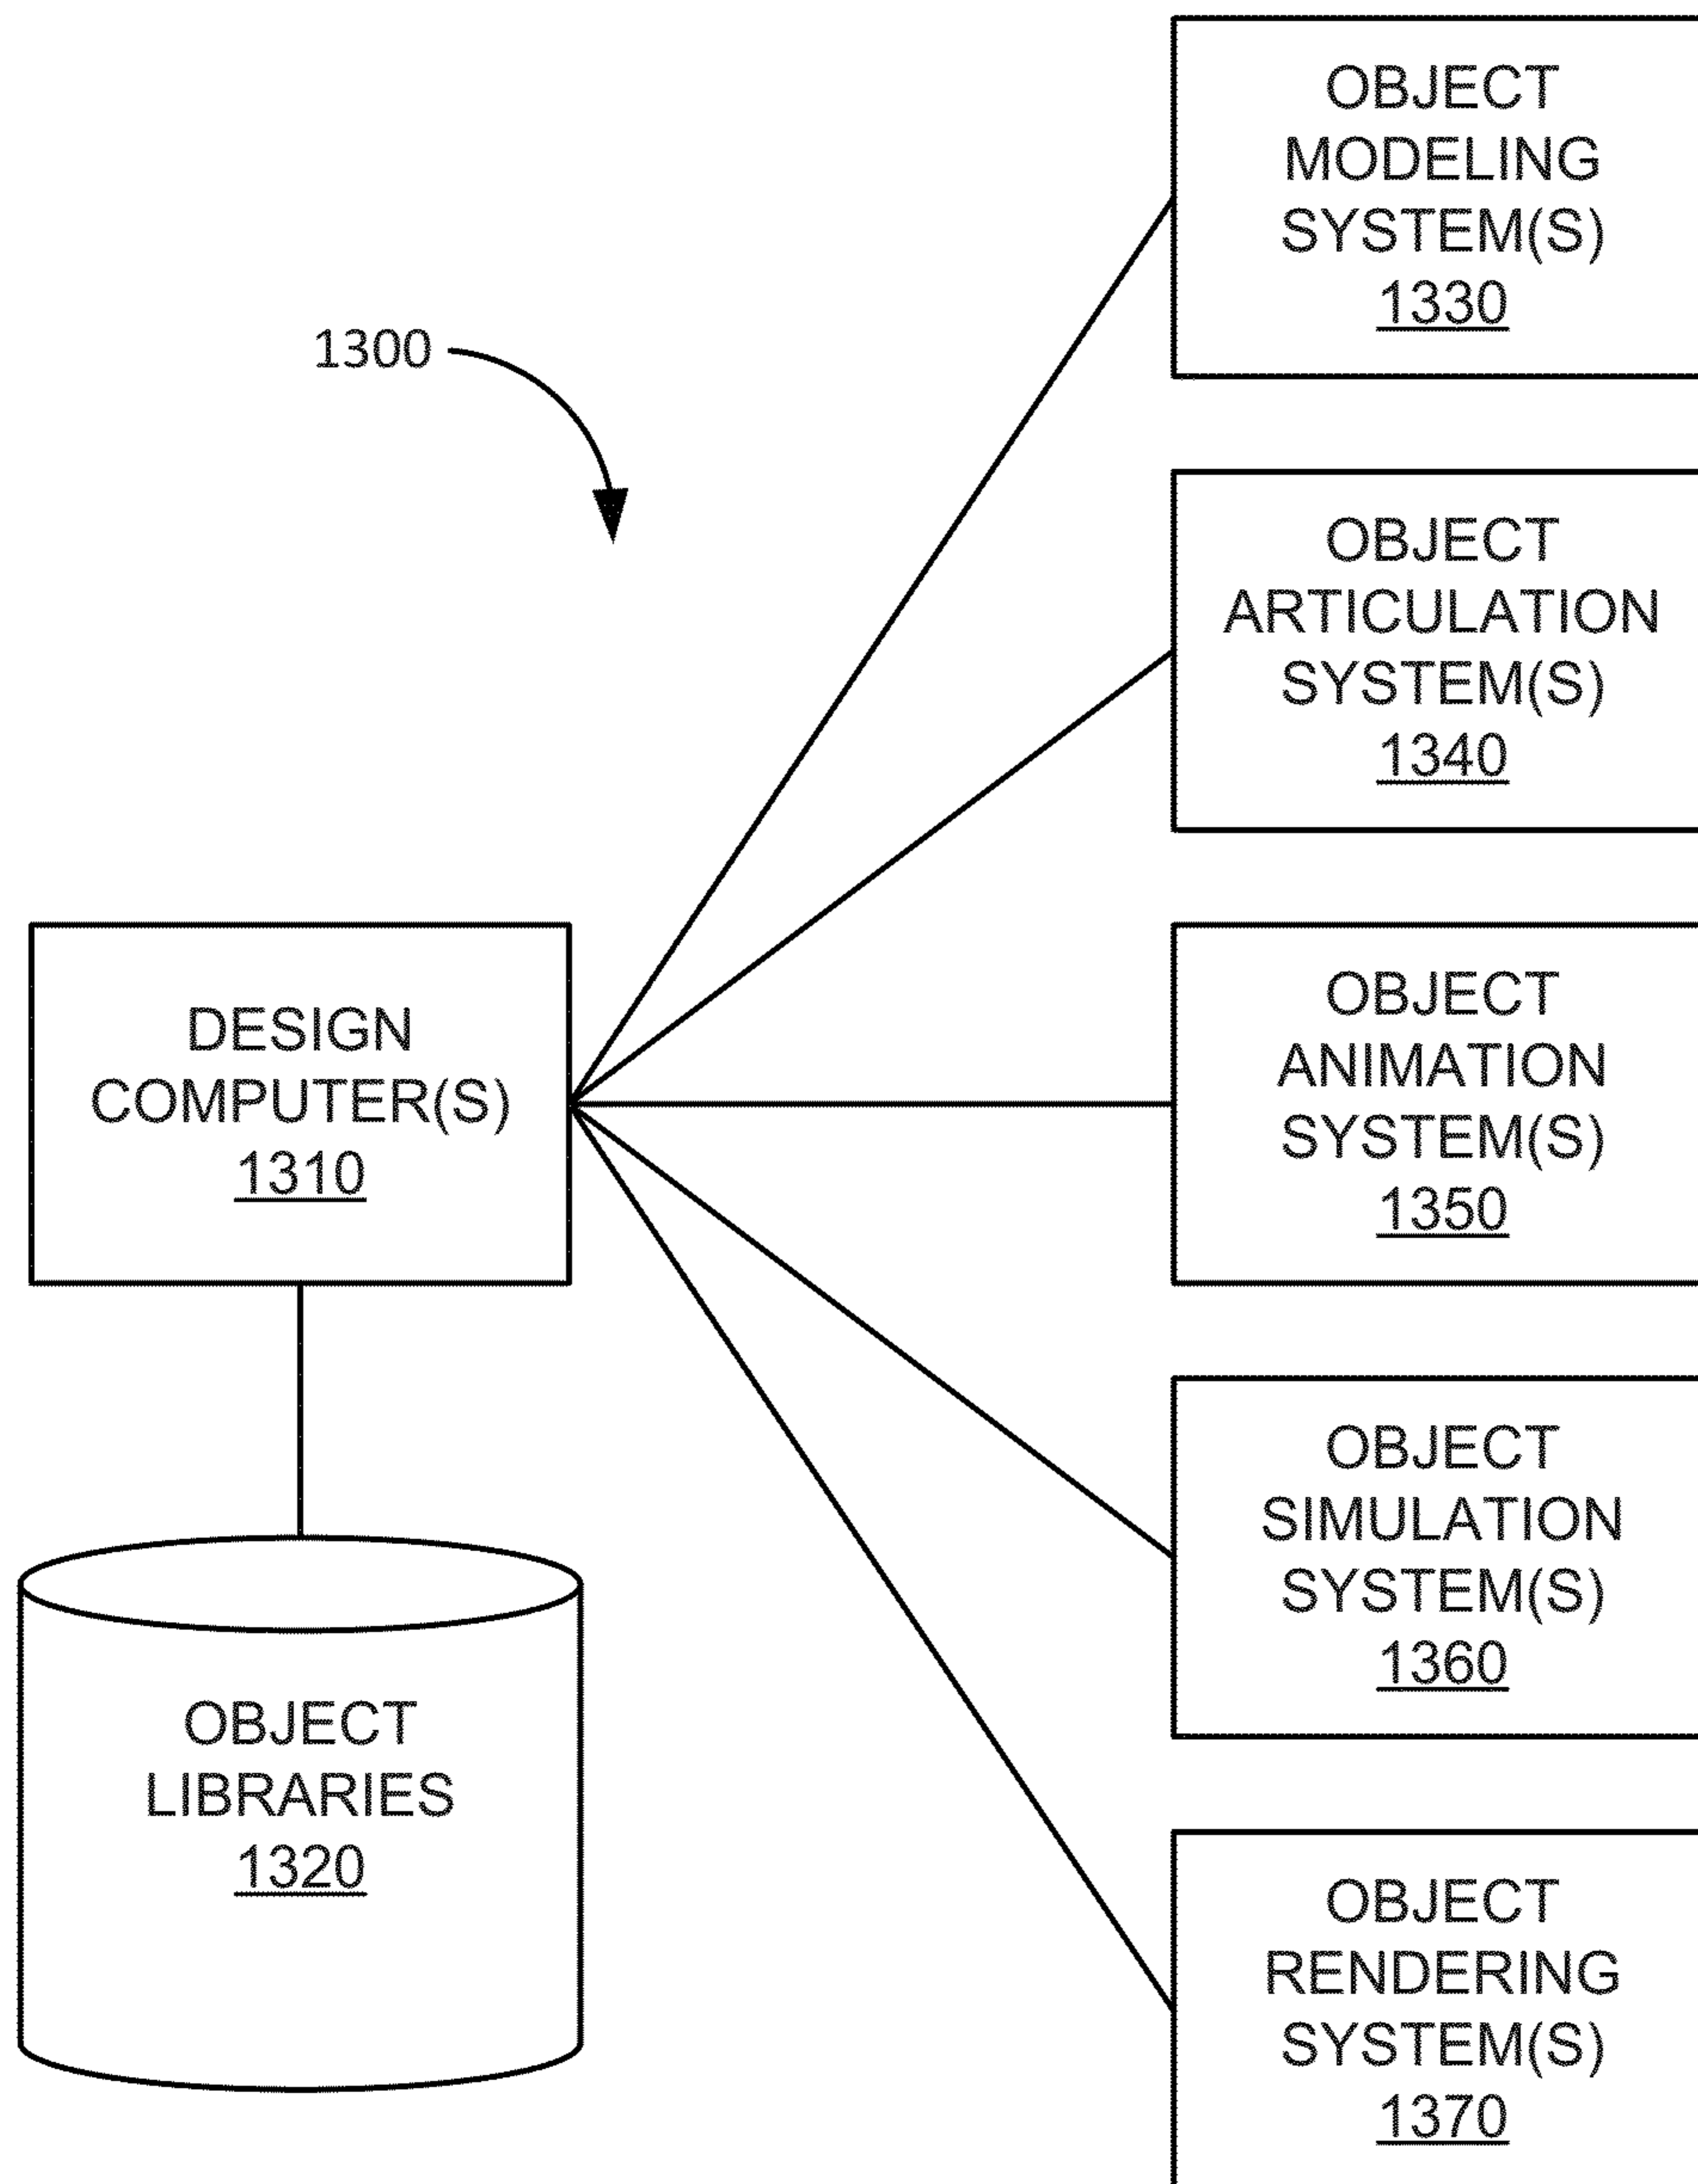 OBJECT
MODELING
SYSTEM(S)
1330
1300
OBJECT
ARTICULATION
SYSTEM(S)
1340
DESIGN
COMPUTER(S)
1310
OBJECT
ANIMATION
SYSTEM(S)
1350
OBJECT
SIMULATION
SYSTEM(S)
1360
OBJECT
LIBRARIES
1320
OBJECT
RENDERING
SYSTEM(S)
1370